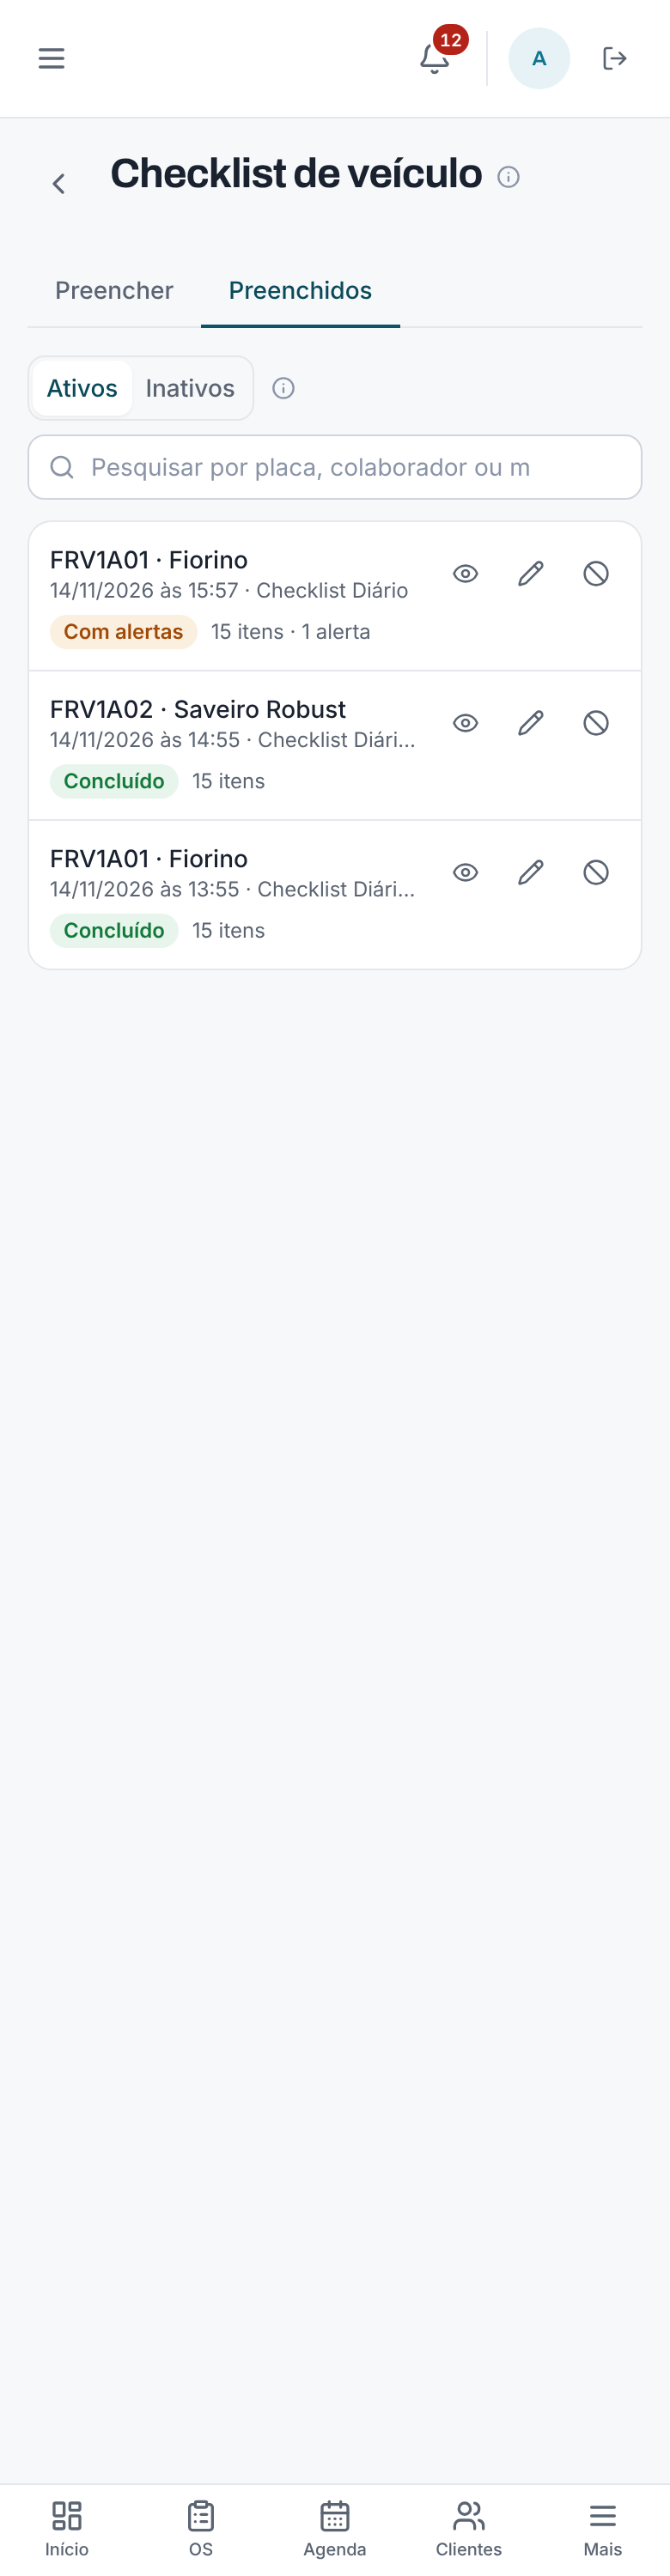 12
A
Checklist de veículo
Preencher Preenchidos
Ativos Inativos
Pesquisar por placa, colaborador ou m
FRV1A01 · Fiorino
14/11/2026 às 15:57 · Checklist Diário
Com alertas 15 itens · 1 alerta
FRV1A02 · Saveiro Robust
14/11/2026 às 14:55 · Checklist Diári...
Concluído 15 itens
FRV1A01 · Fiorino
14/11/2026 às 13:55 · Checklist Diári...
Concluído 15 itens
Início OS Agenda Clientes Mais